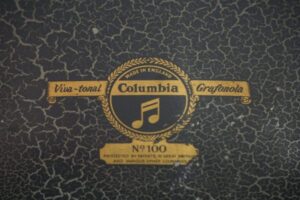 MADE IN ENGLAND
Viva-tonal Columbia Grafonola
Nº 100
PROTECTED BY PATENTS IN GREAT BRITAIN
AND VARIOUS OTHER COUNTRIES